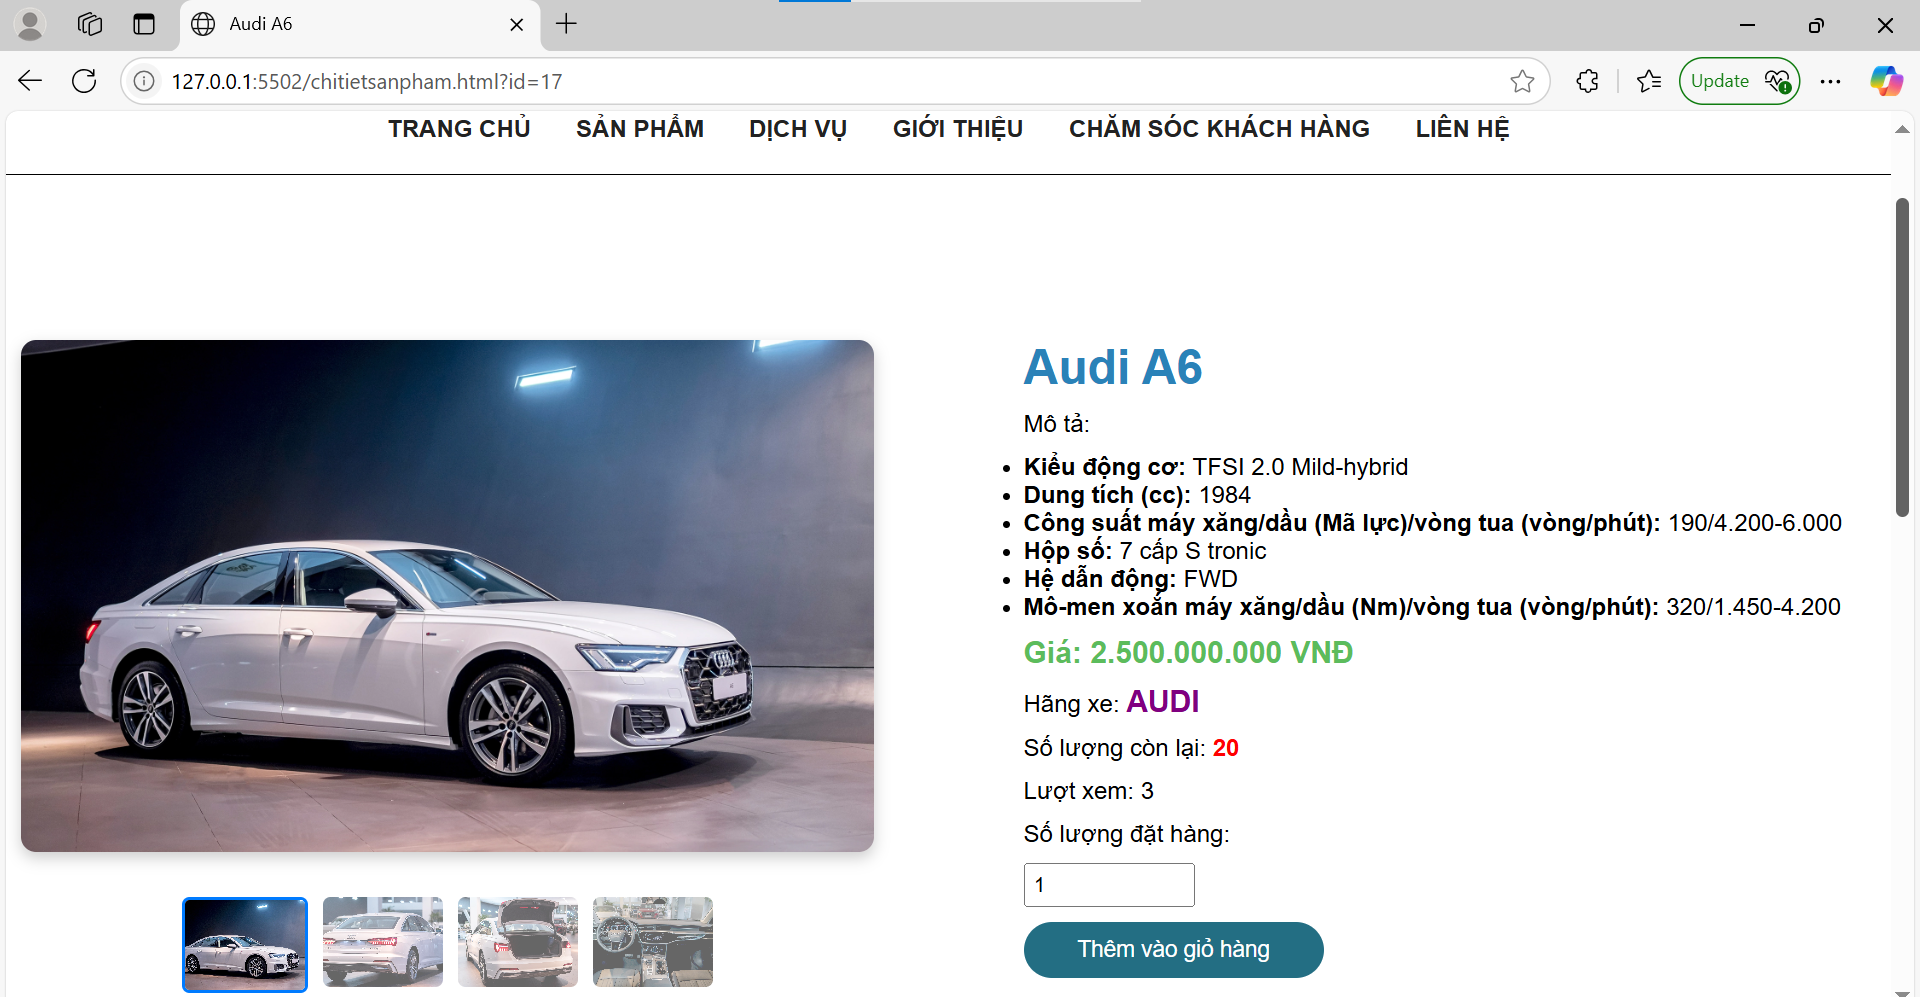 Audi A6
127.0.0.1:5502/chitietsanpham.html?id=17
Update
TRANG CHỦ SẢN PHẨM DỊCH VỤ GIỚI THIỆU CHĂM SÓC KHÁCH HÀNG LIÊN HỆ
Audi A6
Mô tả:
Kiểu động cơ: TFSI 2.0 Mild-hybrid
Dung tích (cc): 1984
Công suất máy xăng/dầu (Mã lực)/vòng tua (vòng/phút): 190/4.200-6.000
Hộp số: 7 cấp S tronic
Hệ dẫn động: FWD
Mô-men xoắn máy xăng/dầu (Nm)/vòng tua (vòng/phút): 320/1.450-4.200
Giá: 2.500.000.000 VNĐ
Hãng xe: AUDI
Số lượng còn lại: 20
Lượt xem: 3
Số lượng đặt hàng:
1
Thêm vào giỏ hàng